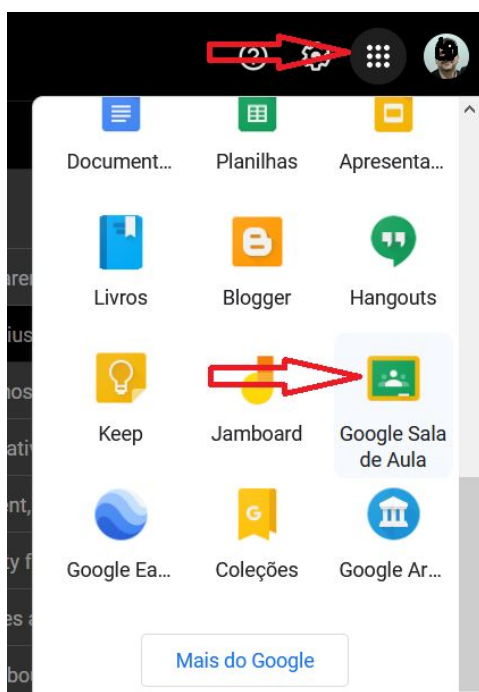 Document...
Planilhas
Apresenta...
Livros
Blogger
Hangouts
Keep
Jamboard
Google Sala
de Aula
Google Ea...
Coleções
Google Ar...
Mais do Google